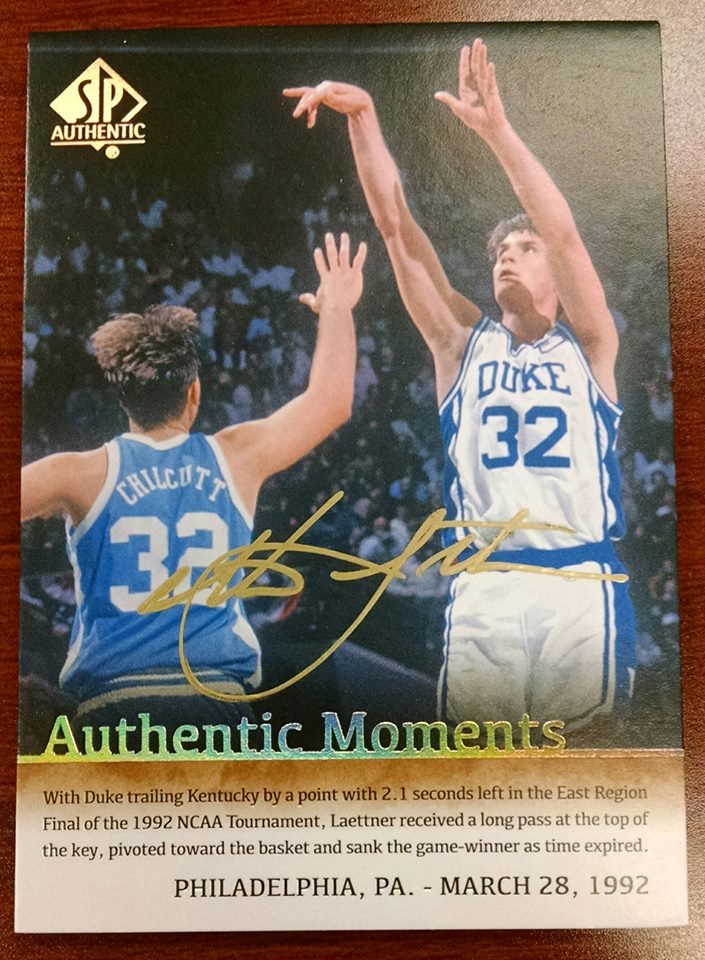 SP
AUTHENTIC
DUKE
32
CHILCUTT
32
Authentic Moments
With Duke trailing Kentucky by a point with 2.1 seconds left in the East Region
Final of the 1992 NCAA Tournament, Laettner received a long pass at the top of
the key, pivoted toward the basket and sank the game-winner as time expired.
PHILADELPHIA, PA. - MARCH 28, 1992